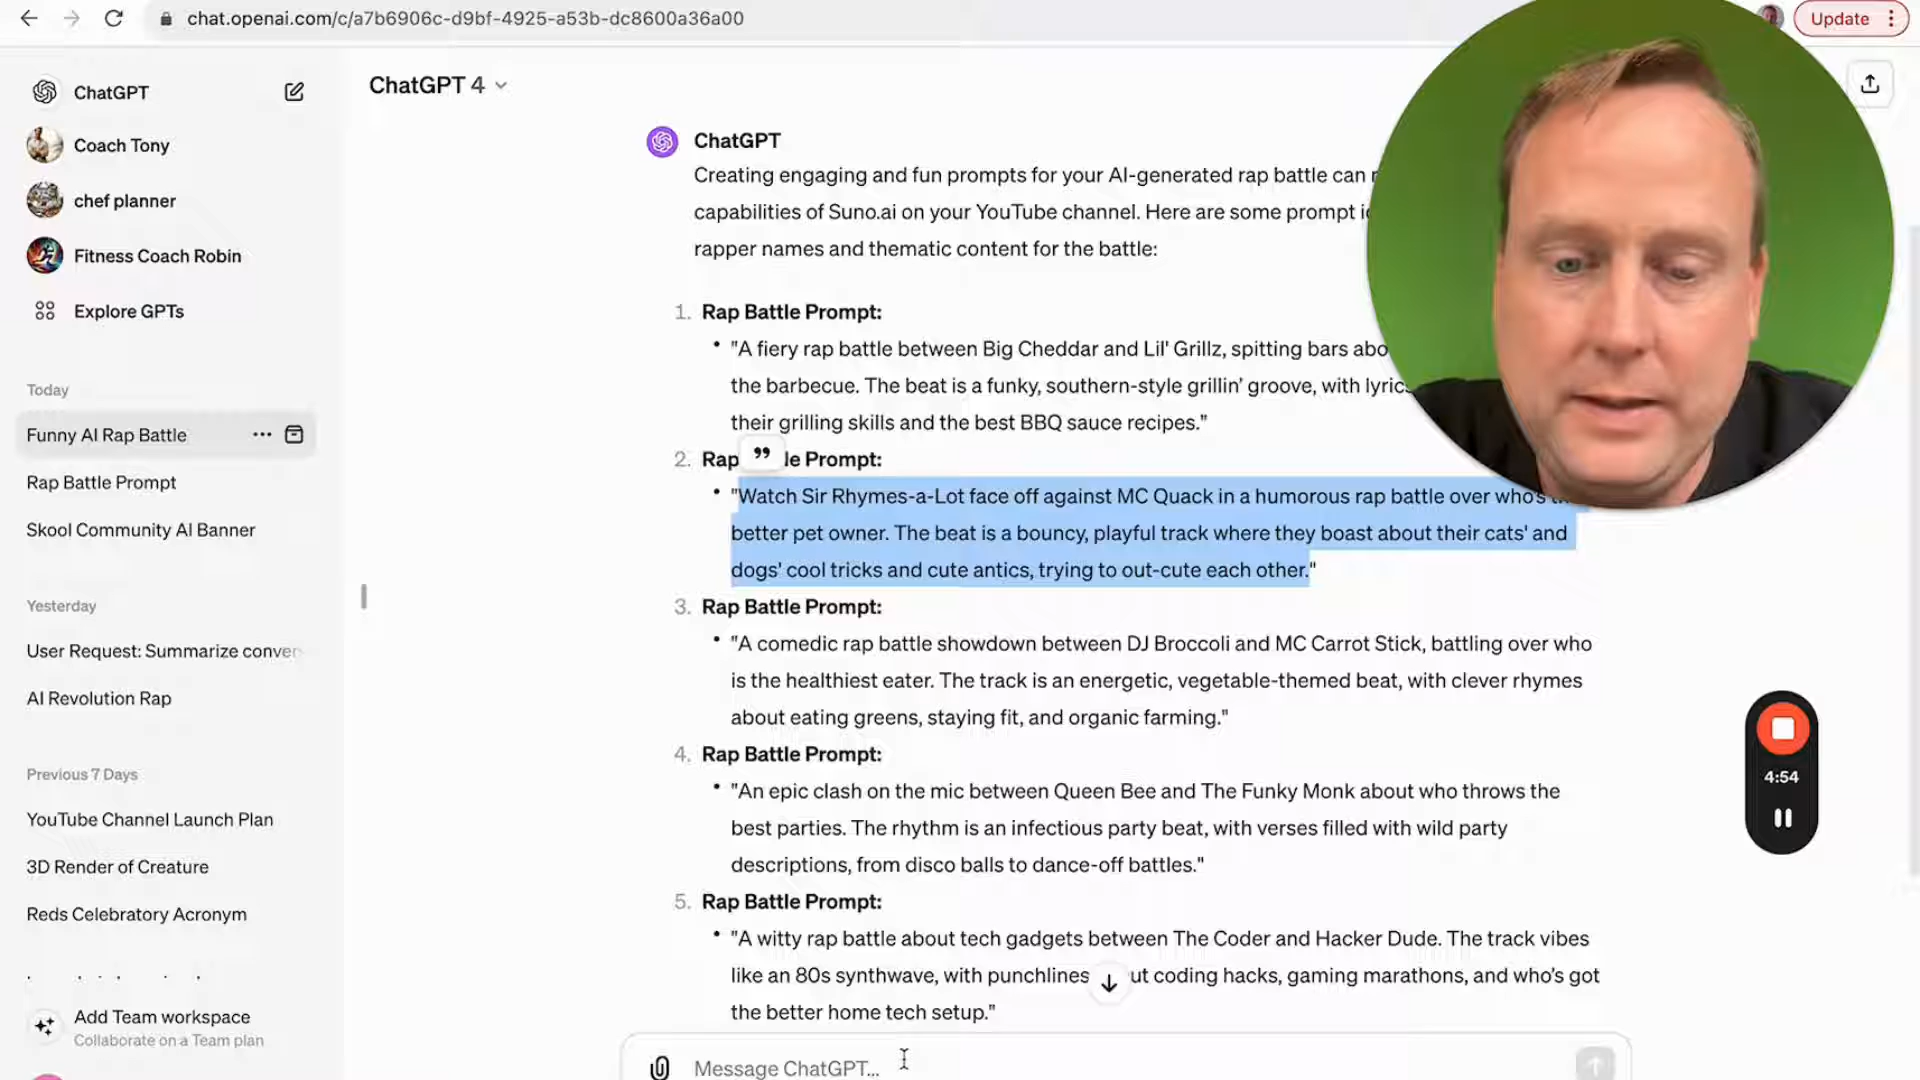 chat.openai.com/c/a7b6906c-d9bf-4925-a53b-dc8600a36a00
Update
ChatGPT
Coach Tony
chef planner
Fitness Coach Robin
Explore GPTs
Today
Funny AI Rap Battle
Rap Battle Prompt
Skool Community AI Banner
Yesterday
User Request: Summarize conver
AI Revolution Rap
Previous 7 Days
YouTube Channel Launch Plan
3D Render of Creature
Reds Celebratory Acronym
Add Team workspace
Collaborate on a Team plan
ChatGPT 4
ChatGPT
Creating engaging and fun prompts for your AI-generated rap battle can
capabilities of Suno.ai on your YouTube channel. Here are some prompt
rapper names and thematic content for the battle:
1. Rap Battle Prompt:
• "A fiery rap battle between Big Cheddar and Lil' Grillz, spitting bars
the barbecue. The beat is a funky, southern-style grillin' groove, with
their grilling skills and the best BBQ sauce recipes."
2. Rap Prompt:
• "Watch Sir Rhymes-a-Lot face off against MC Quack in a humorous rap battle over who's
better pet owner. The beat is a bouncy, playful track where they boast about their cats' and
dogs' cool tricks and cute antics, trying to out-cute each other."
3. Rap Battle Prompt:
• "A comedic rap battle showdown between DJ Broccoli and MC Carrot Stick, battling over who
is the healthiest eater. The track is an energetic, vegetable-themed beat, with clever rhymes
about eating greens, staying fit, and organic farming."
4. Rap Battle Prompt:
• "An epic clash on the mic between Queen Bee and The Funky Monk about who throws the
best parties. The rhythm is an infectious party beat, with verses filled with wild party
descriptions, from disco balls to dance-off battles."
5. Rap Battle Prompt:
• "A witty rap battle about tech gadgets between The Coder and Hacker Dude. The track vibes
like an 80s synthwave, with punchlines ut coding hacks, gaming marathons, and who's got
the better home tech setup."
Message ChatGPT...
4:54